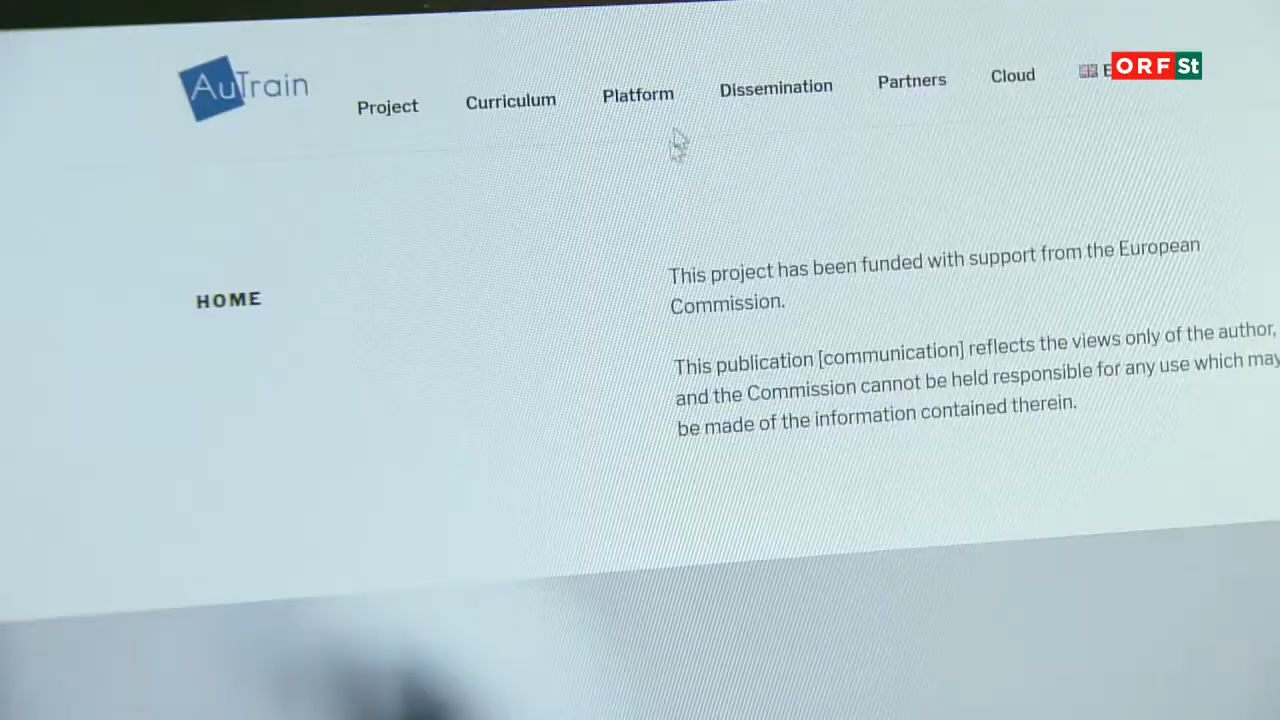 AuTrain
Project Curriculum Platform Dissemination Partners Cloud E
ORF St
HOME
This project has been funded with support from the European
Commission.
This publication [communication] reflects the views only of the author,
and the Commission cannot be held responsible for any use which may
be made of the information contained therein.